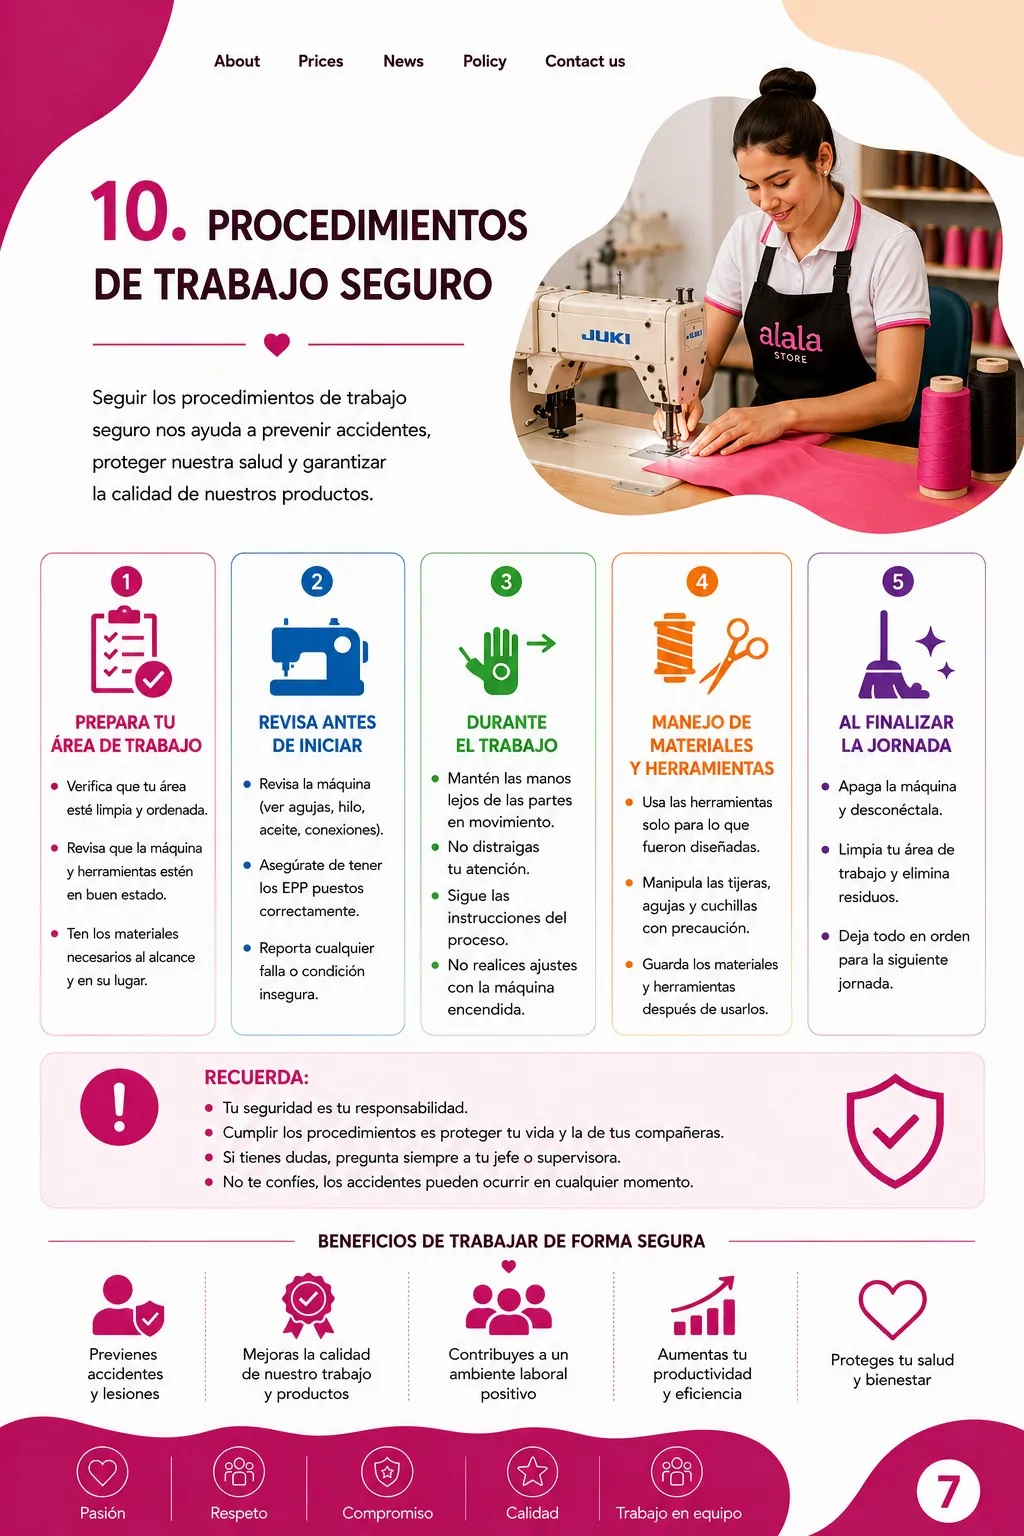 About Prices News Policy Contact us
10. PROCEDIMIENTOS
DE TRABAJO SEGURO
Seguir los procedimientos de trabajo
seguro nos ayuda a prevenir accidentes,
proteger nuestra salud y garantizar
la calidad de nuestros productos.
JUKI
alala
STORE
1
PREPARA TU
ÁREA DE TRABAJO
Verifica que tu área
esté limpia y ordenada.
Revisa que la máquina
y herramientas estén
en buen estado.
Ten los materiales
necesarios al alcance
y en su lugar.
2
REVISA ANTES
DE INICIAR
Revisa la máquina
(ver agujas, hilo,
aceite, conexiones).
Asegúrate de tener
los EPP puestos
correctamente.
Reporta cualquier
falla o condición
insegura.
3
DURANTE
EL TRABAJO
Mantén las manos
lejos de las partes
en movimiento.
No distraigas
tu atención.
Sigue las
instrucciones del
proceso.
No realices ajustes
con la máquina
encendida.
4
MANEJO DE
MATERIALES
Y HERRAMIENTAS
Usa las herramientas
solo para lo que
fueron diseñadas.
Manipula las tijeras,
agujas y cuchillas
con precaución.
Guarda los materiales
y herramientas
después de usarlos.
5
AL FINALIZAR
LA JORNADA
Apaga la máquina
y desconéctala.
Limpia tu área de
trabajo y elimina
residuos.
Deja todo en orden
para la siguiente
jornada.
RECUERDA:
Tu seguridad es tu responsabilidad.
Cumplir los procedimientos es proteger tu vida y la de tus compañeras.
Si tienes dudas, pregunta siempre a tu jefe o supervisora.
No te confíes, los accidentes pueden ocurrir en cualquier momento.
BENEFICIOS DE TRABAJAR DE FORMA SEGURA
Previenes
accidentes
y lesiones
Mejoras la calidad
de nuestro trabajo
y productos
Contribuyes a un
ambiente laboral
positivo
Aumentas tu
productividad
y eficiencia
Proteges tu salud
y bienestar
Pasión
Respeto
Compromiso
Calidad
Trabajo en equipo
7